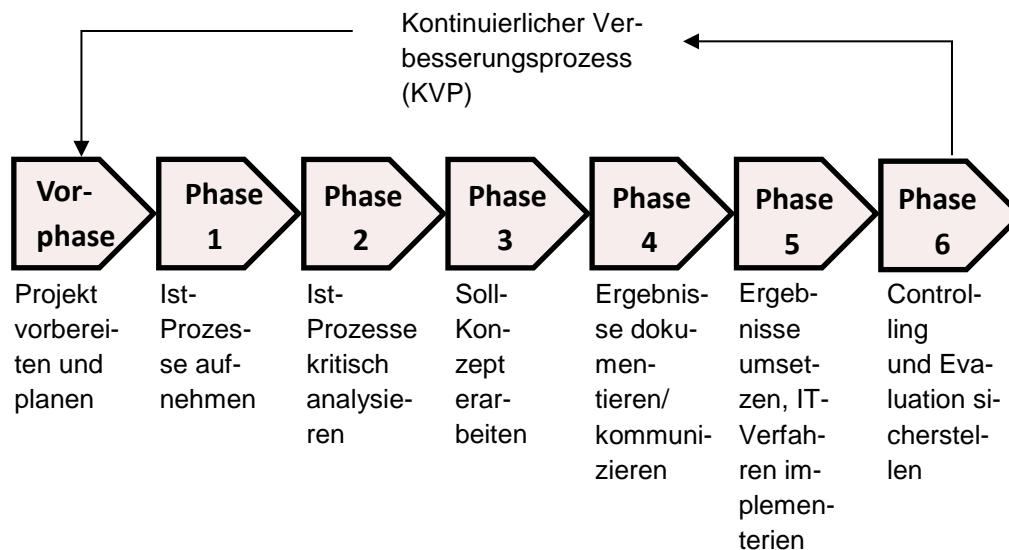 Kontinuierlicher Ver-
besserungsprozess
(KVP)
Vor-
phase
Phase
1
Phase
2
Phase
3
Phase
4
Phase
5
Phase
6
Projekt
vorberei-
ten und
planen
Ist-
Prozes-
se auf-
nehmen
Ist-
Prozesse
kritisch
analysie-
ren
Soll-
Kon-
zept
erar-
beiten
Ergebnis-
se doku-
men-
tieren/
kommuni-
zieren
Ergeb-
nisse
umset-
zen, IT-
Verfah-
ren im-
plemen-
terien
Control-
ling
und Eva-
luation si-
cherstel-
len